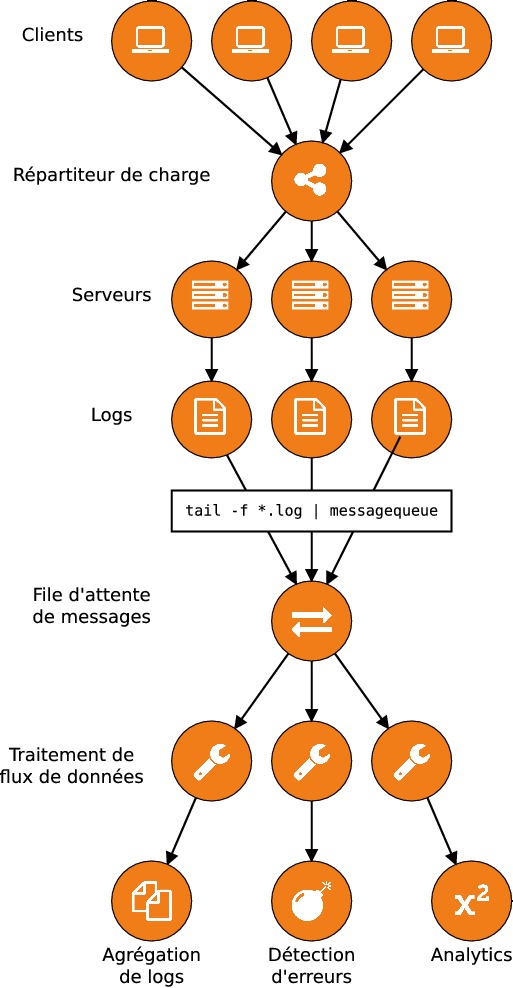 Clients
Répartiteur de charge
Serveurs
Logs
tail -f *.log | messagequeue
File d'attente
de messages
Traitement de
flux de données
x²
Agrégation
de logs
Détection
d'erreurs
Analytics